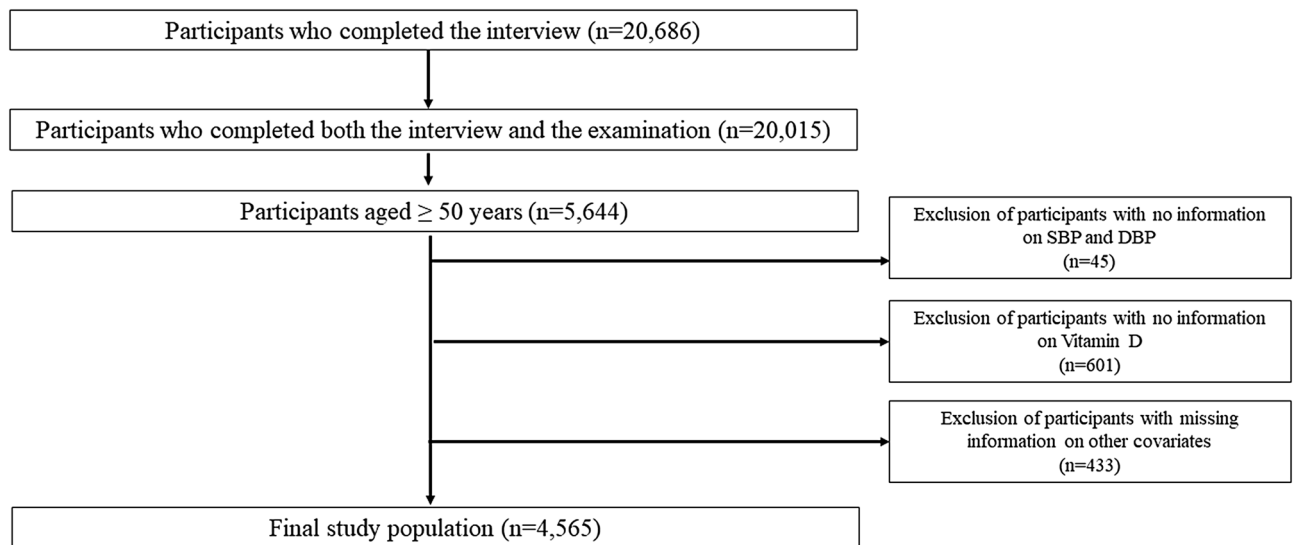 Participants who completed the interview (n=20,686)
Participants who completed both the interview and the examination (n=20,015)
Participants aged ≥ 50 years (n=5,644)
Exclusion of participants with no information
on SBP and DBP
(n=45)
Exclusion of participants with no information
on Vitamin D
(n=601)
Exclusion of participants with missing
information on other covariates
(n=433)
Final study population (n=4,565)